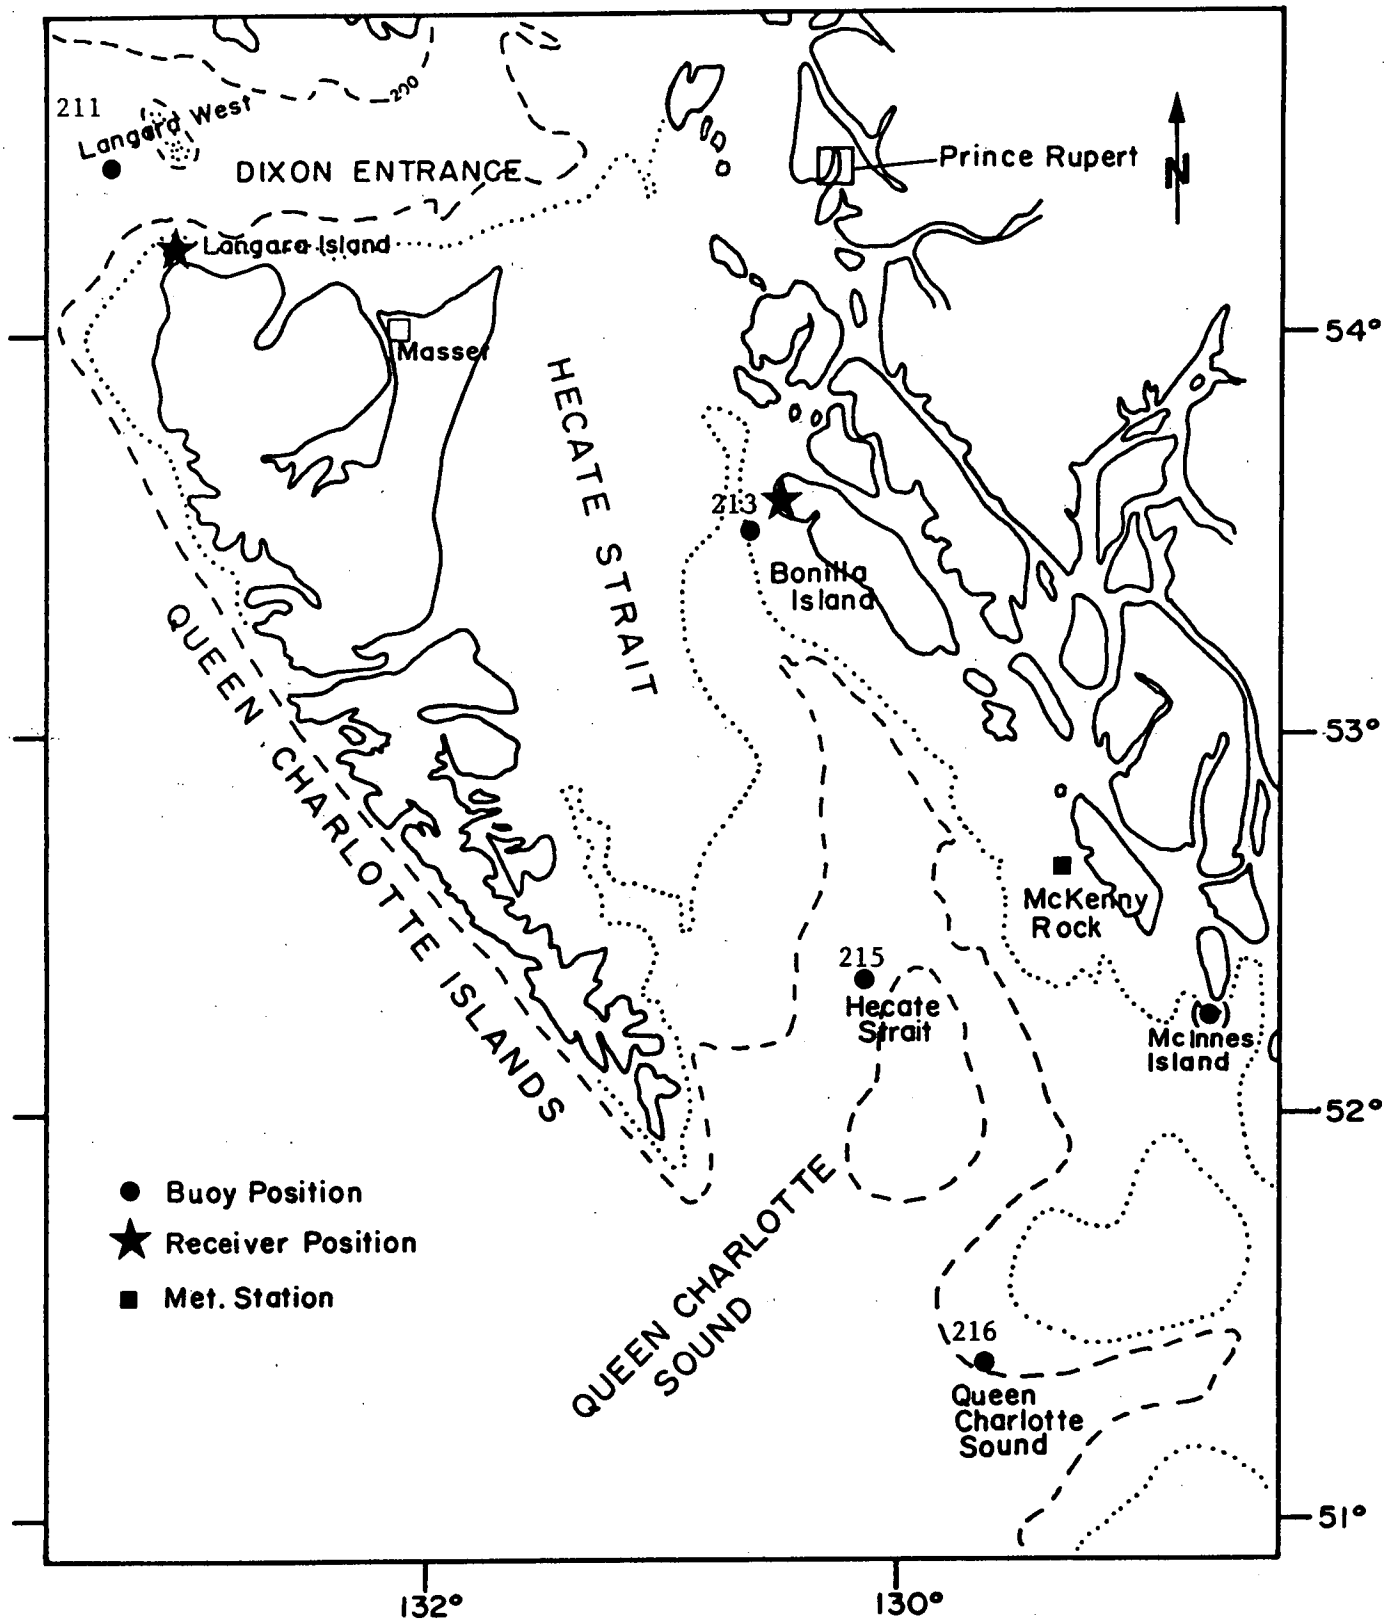 200
211
Langara West
DIXON ENTRANCE
Prince Rupert
N
Langara Island
54°
Masset
HECATE STRAIT
213
Bonilla
Island
QUEEN CHARLOTTE ISLANDS
53°
McKenny
Rock
215
Hecate
Strait
McInnes
Island
52°
Buoy Position
Receiver Position
Met. Station
QUEEN CHARLOTTE
SOUND
216
Queen
Charlotte
Sound
51°
132°
130°